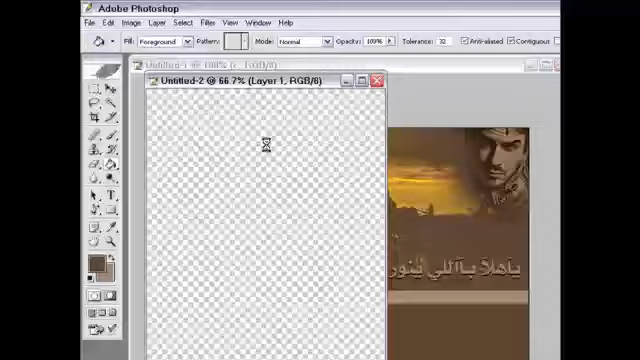 Adobe Photoshop
File Edit Image Layer Select Filter View Window Help
Fill: Foreground Pattern: Mode: Normal Opacity: 100% Tolerance: 32 Anti-aliased Contiguous
Untitled-2 @ 66.7% (Layer 1, RGB/8)